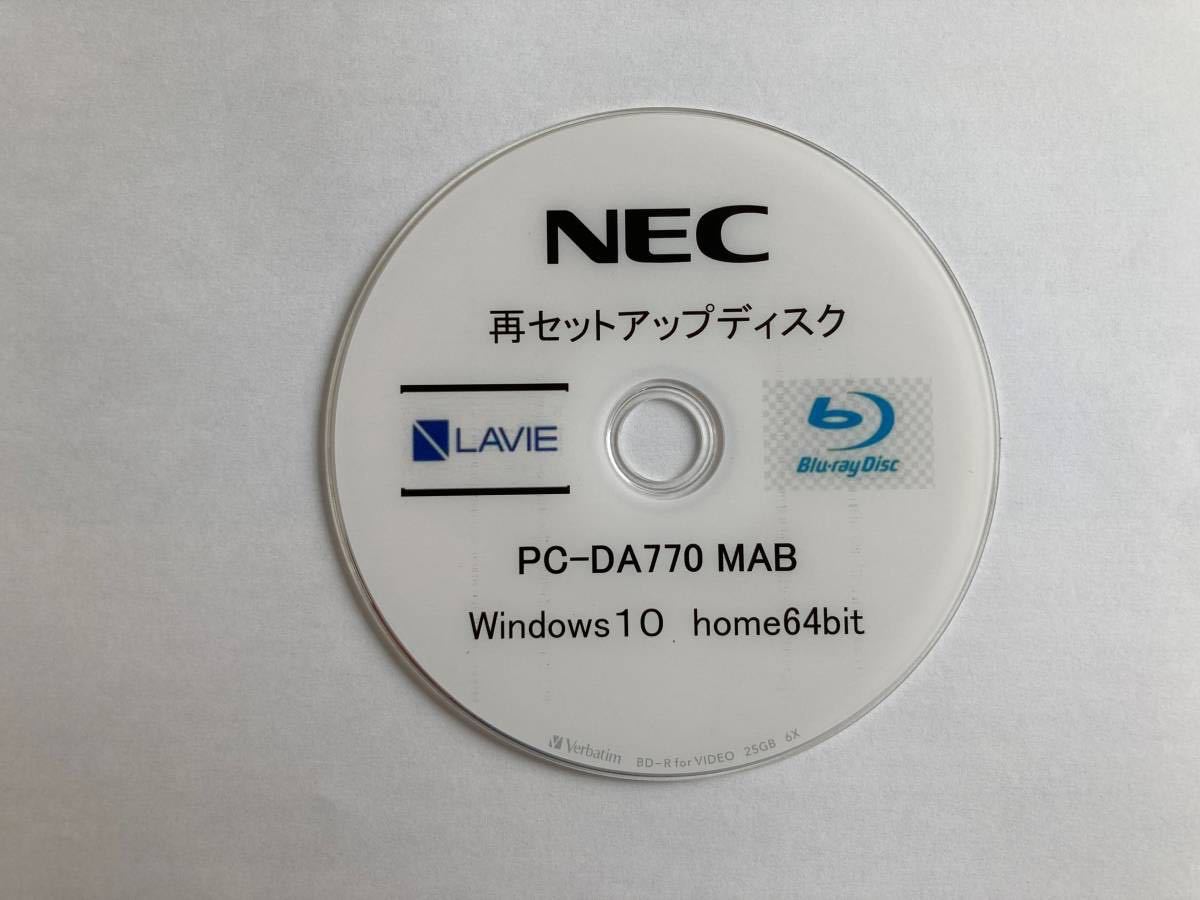 NEC
再セットアップディスク
LAVIE
Blu-ray Disc
PC-DA770 MAB
Windows10 home64bit
Verbatim BD-R for VIDEO 25GB 6X